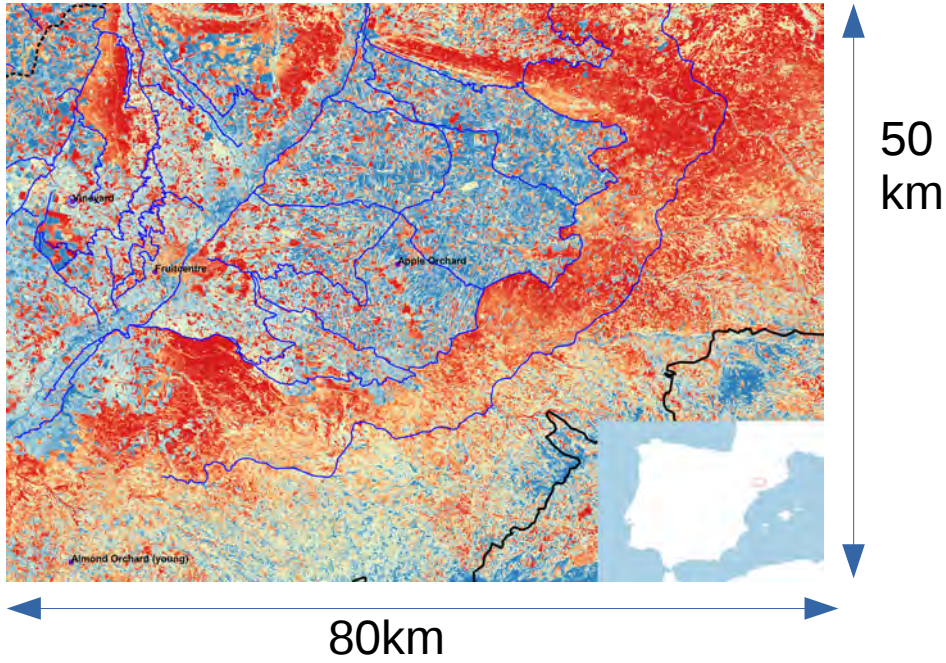 Vineyard
Fruitcentre
Apple Orchard
Almond Orchard (young)
50
km
80km